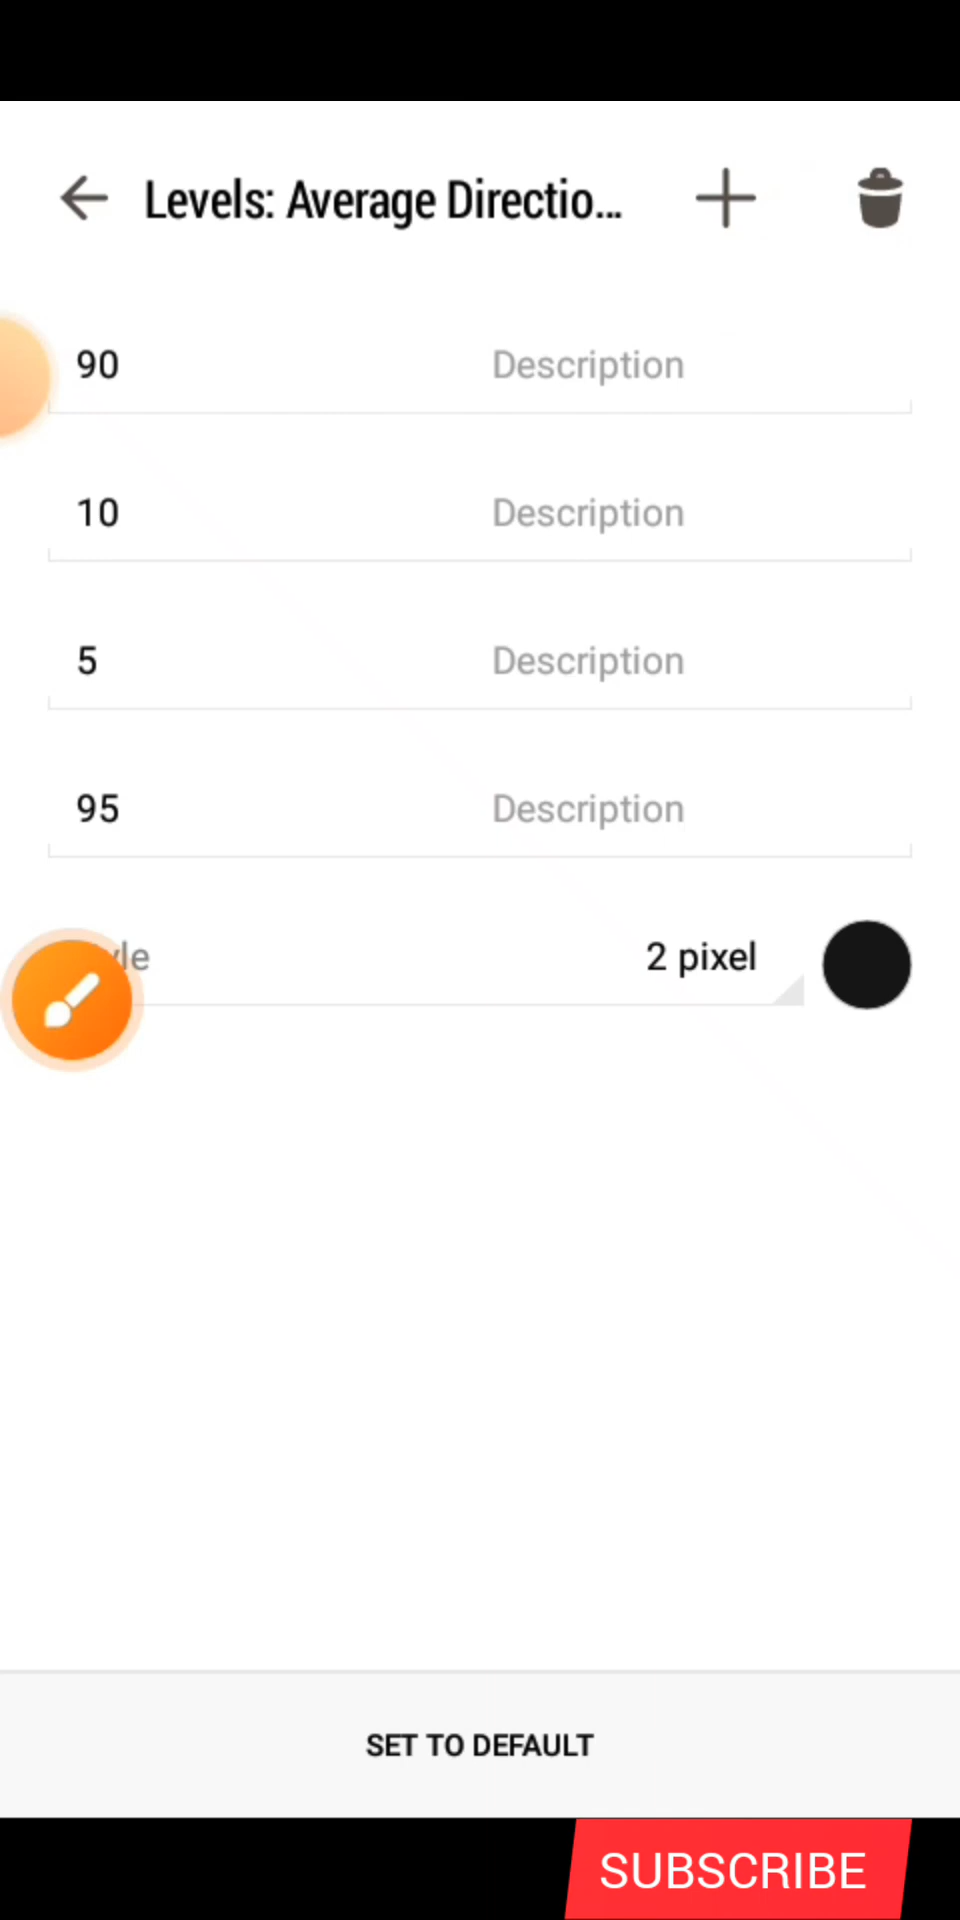 Levels: Average Directio...
90 Description
10 Description
5 Description
95 Description
2 pixel
SET TO DEFAULT
SUBSCRIBE